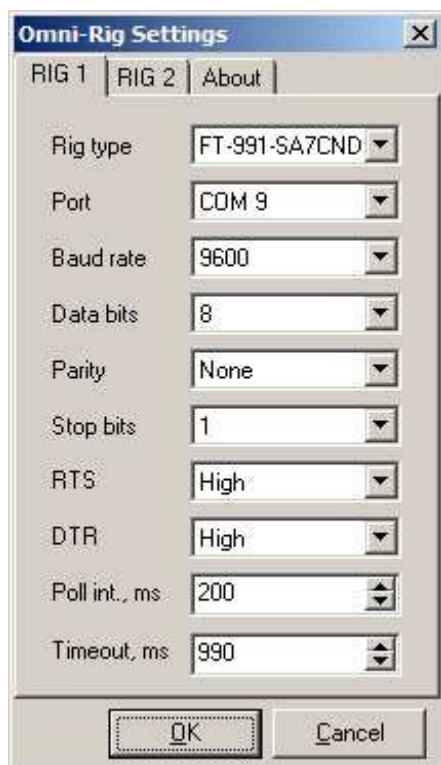 Omni-Rig Settings
RIG 1 RIG 2 About
Rig type FT-991-SA7CND
Port COM 9
Baud rate 9600
Data bits 8
Parity None
Stop bits 1
RTS High
DTR High
Poll int., ms 200
Timeout, ms 990
OK Cancel